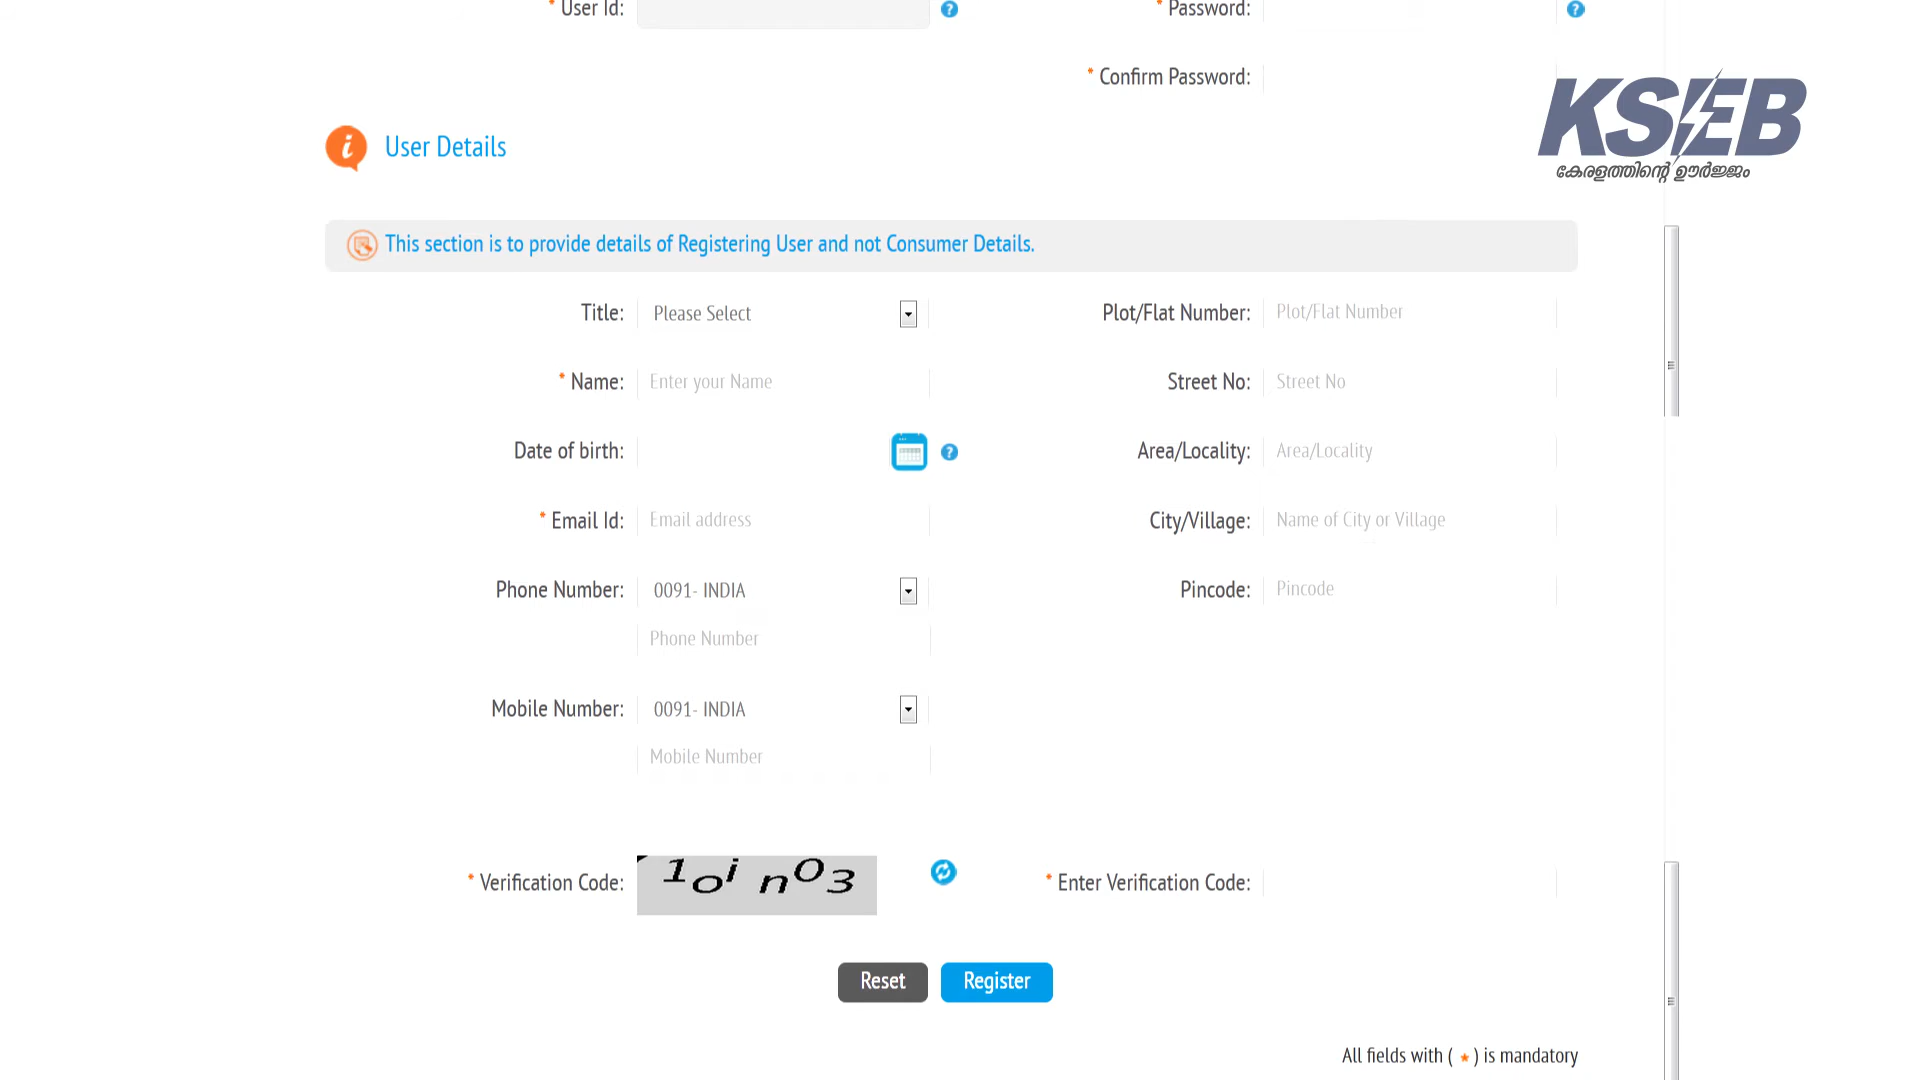 * User Id:
* Password:
* Confirm Password:
KSEB
കേരളത്തിന്റെ ഊർജ്ജം
User Details
This section is to provide details of Registering User and not Consumer Details.
Title: Please Select
Plot/Flat Number: Plot/Flat Number
* Name: Enter your Name
Street No: Street No
Date of birth:
Area/Locality: Area/Locality
* Email Id: Email address
City/Village: Name of City or Village
Phone Number: 0091- INDIA
Pincode: Pincode
Phone Number
Mobile Number: 0091- INDIA
Mobile Number
* Verification Code: 1oi nO3
* Enter Verification Code:
Reset
Register
All fields with ( * ) is mandatory